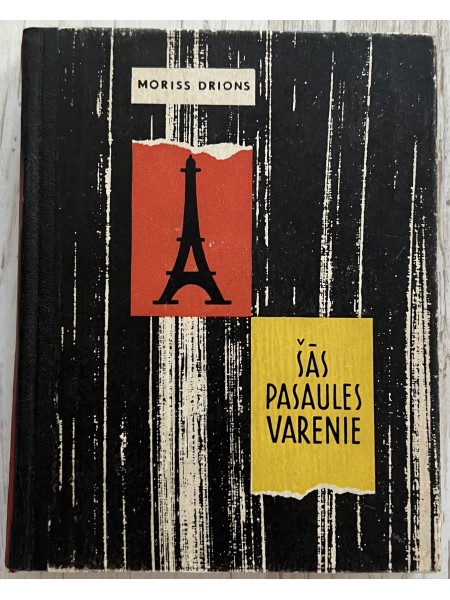 MORISS DRIONS
ŠĀS
PASAULES
VARENIE